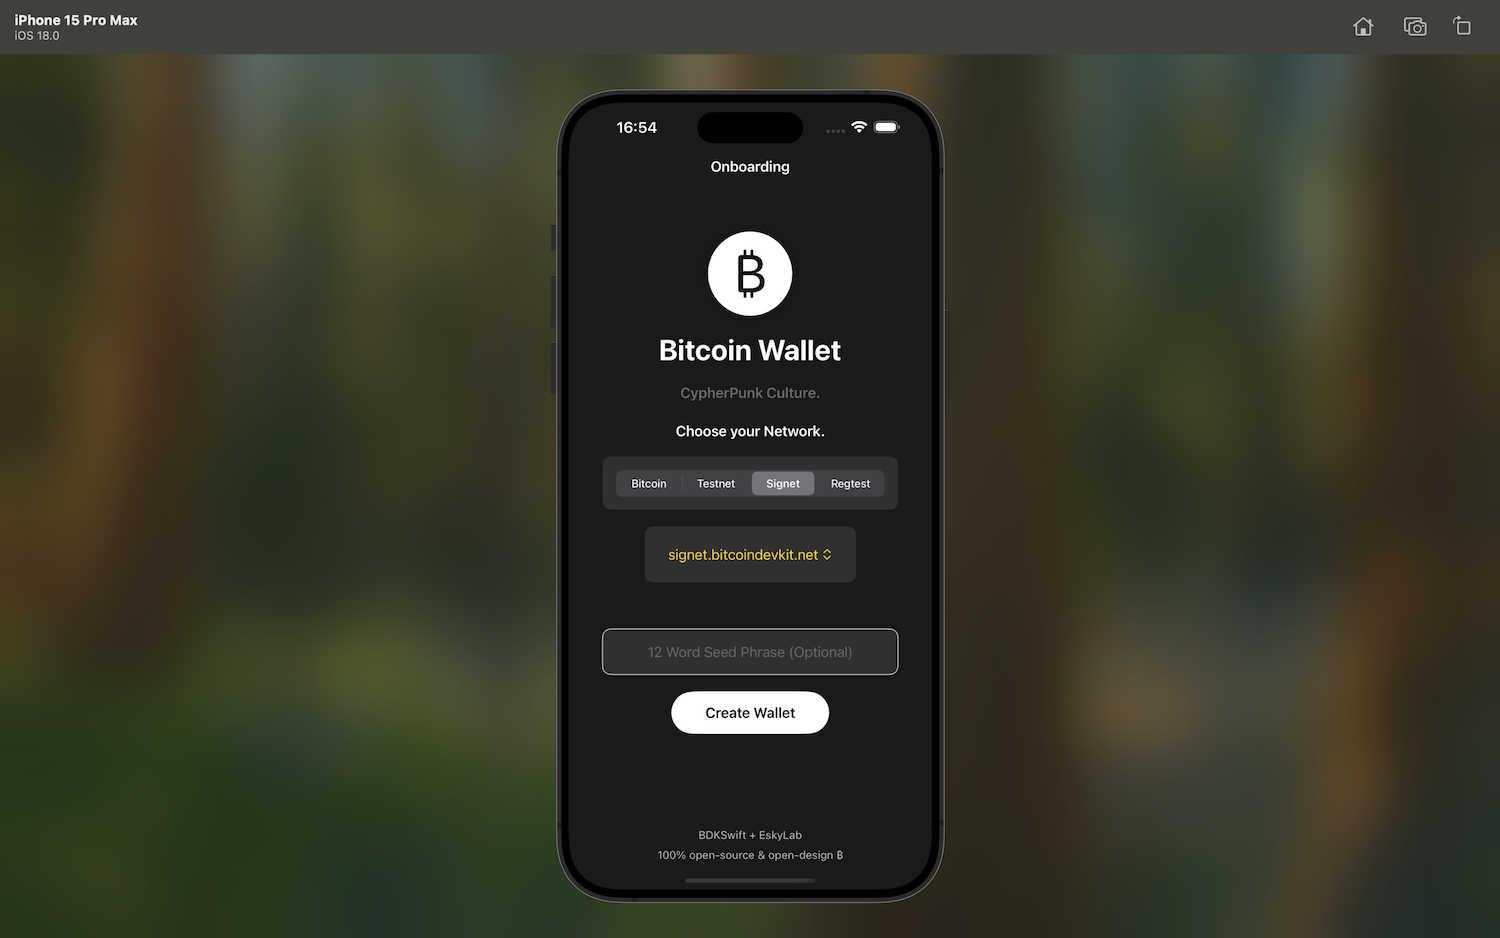 iPhone 15 Pro Max
iOS 18.0
16:54
Onboarding
Bitcoin Wallet
CypherPunk Culture.
Choose your Network.
Bitcoin Testnet Signet Regtest
signet.bitcoindevkit.net
12 Word Seed Phrase (Optional)
Create Wallet
BDKSwift + EskyLab
100% open-source & open-design ₿